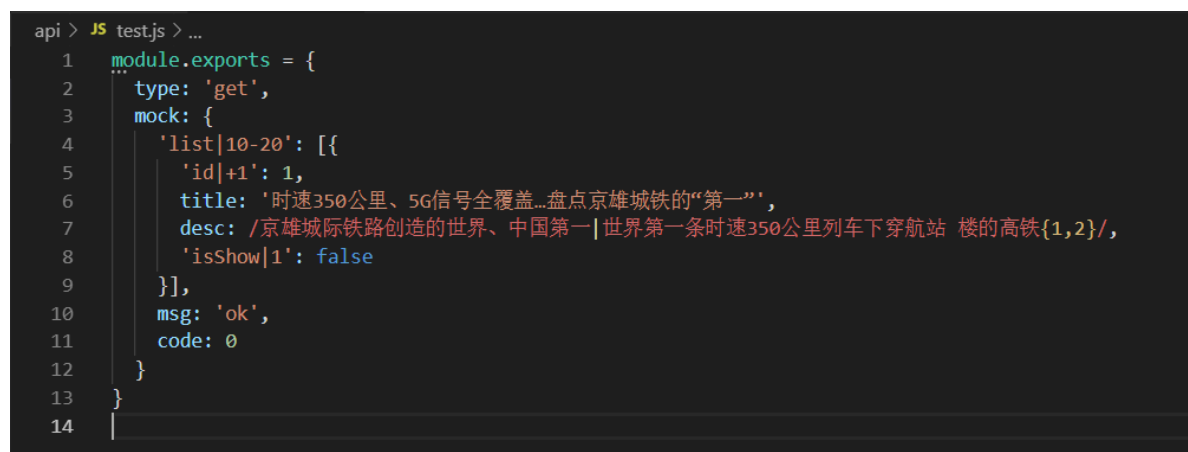 api > JS test.js > ...
1 module.exports = {
2 type: 'get',
3 mock: {
4 'list|10-20': [{
5 'id|+1': 1,
6 title: '时速350公里、5G信号全覆盖…盘点京雄城铁的“第一”',
7 desc: /京雄城际铁路创造的世界、中国第一|世界第一条时速350公里列车下穿航站 楼的高铁{1,2}/,
8 'isShow|1': false
9 }],
10 msg: 'ok',
11 code: 0
12 }
13 }
14